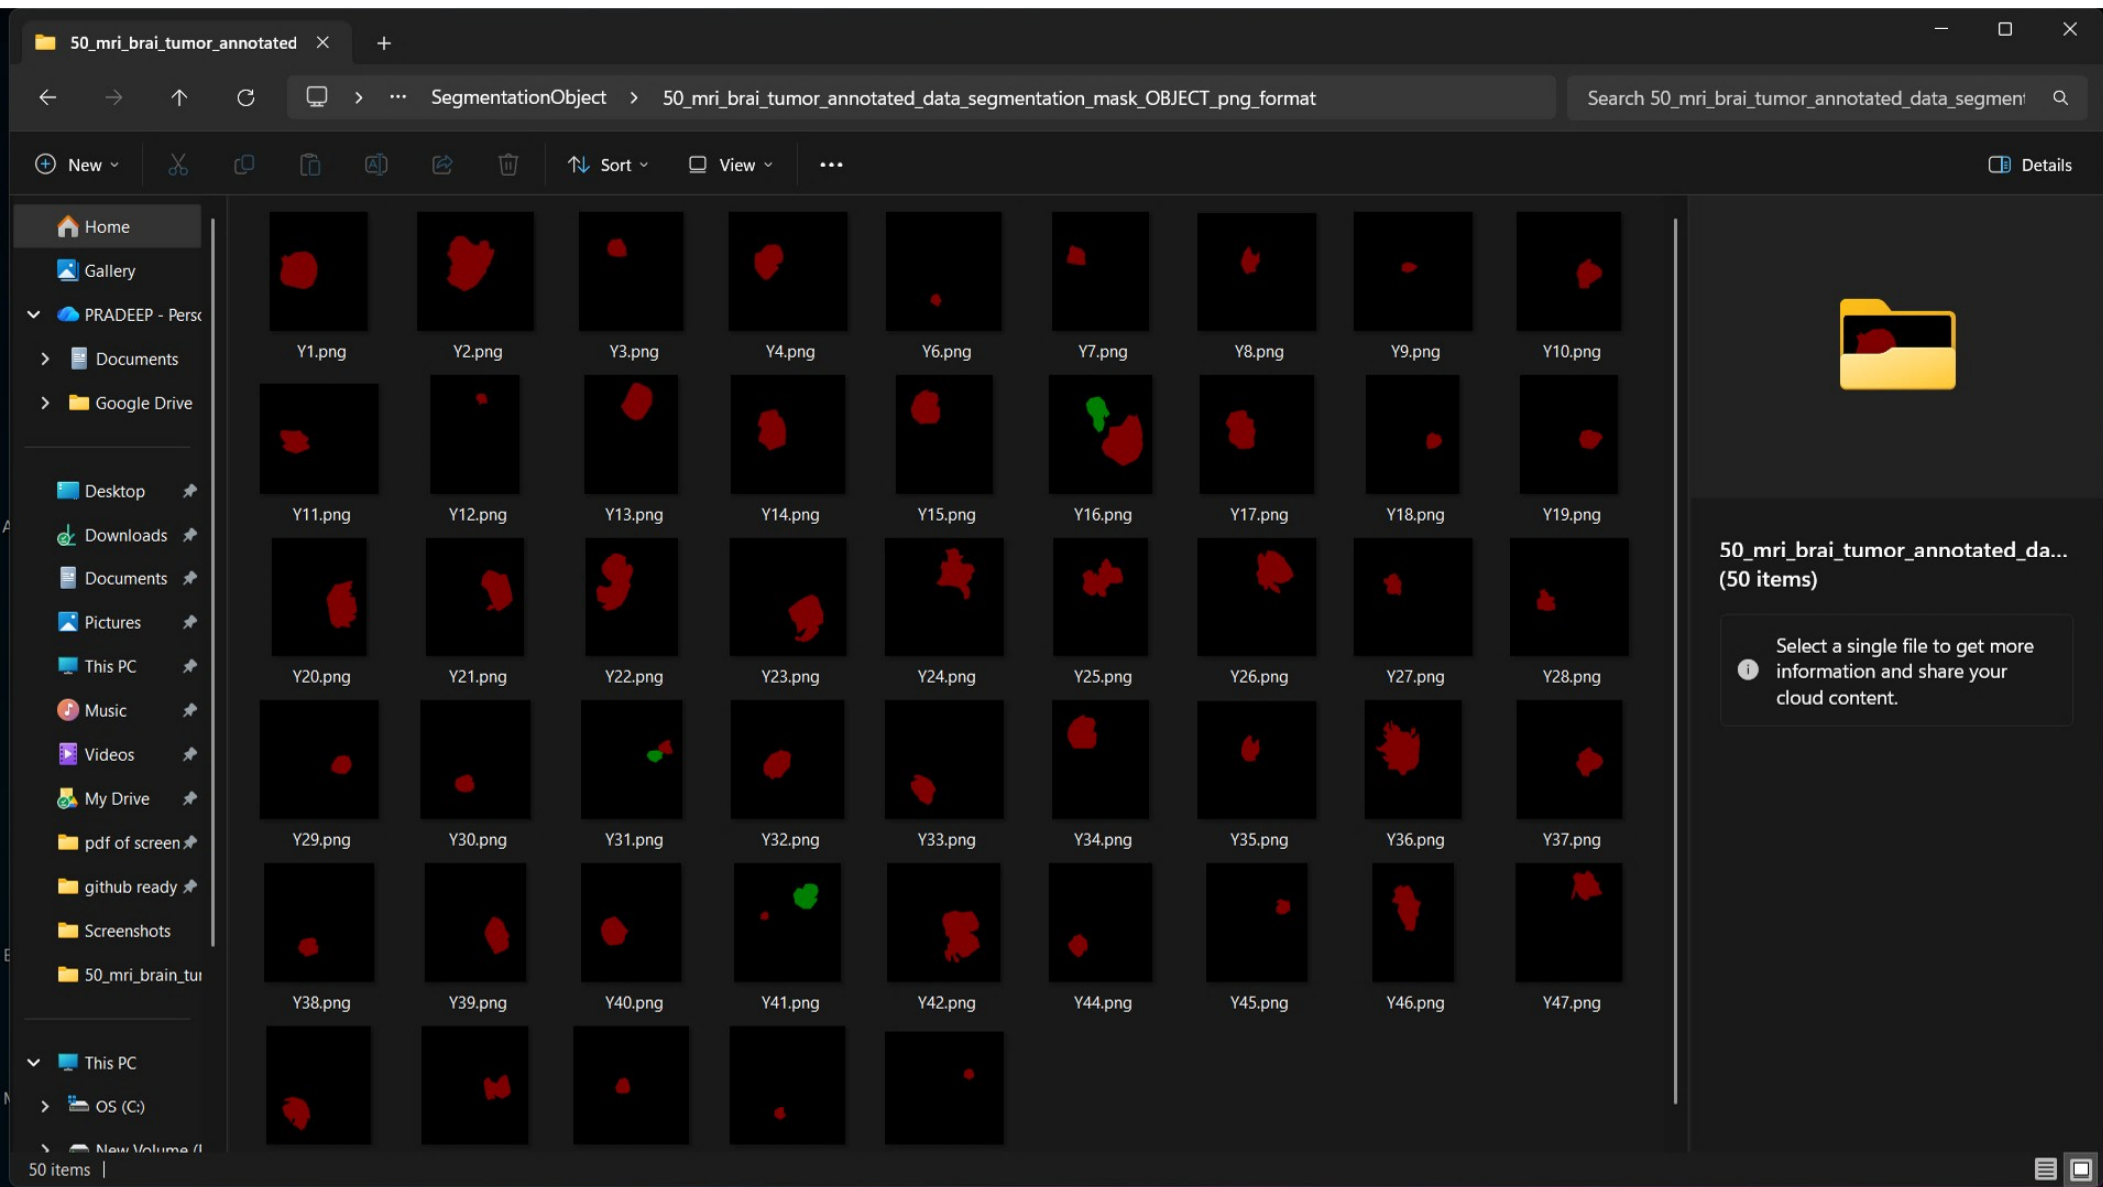 50_mri_brai_tumor_annotated
SegmentationObject > 50_mri_brai_tumor_annotated_data_segmentation_mask_OBJECT_png_format
Search 50_mri_brai_tumor_annotated_data_segment
New
Sort
View
Details
Home
Gallery
PRADEEP - Perso
Documents
Google Drive
Desktop
Downloads
Documents
Pictures
This PC
Music
Videos
My Drive
pdf of screen
github ready
Screenshots
50_mri_brain_tur
This PC
OS (C:)
New Volume (
Y1.png Y2.png Y3.png Y4.png Y6.png Y7.png Y8.png Y9.png Y10.png
Y11.png Y12.png Y13.png Y14.png Y15.png Y16.png Y17.png Y18.png Y19.png
Y20.png Y21.png Y22.png Y23.png Y24.png Y25.png Y26.png Y27.png Y28.png
Y29.png Y30.png Y31.png Y32.png Y33.png Y34.png Y35.png Y36.png Y37.png
Y38.png Y39.png Y40.png Y41.png Y42.png Y44.png Y45.png Y46.png Y47.png
50_mri_brai_tumor_annotated_da...
(50 items)
Select a single file to get more
information and share your
cloud content.
50 items